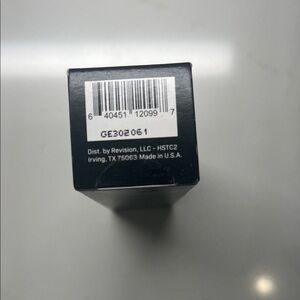 6 40451 12099 7
GE302061
Dist. by Revision, LLC - HSTC2
Irving, TX 75063 Made in U.S.A.